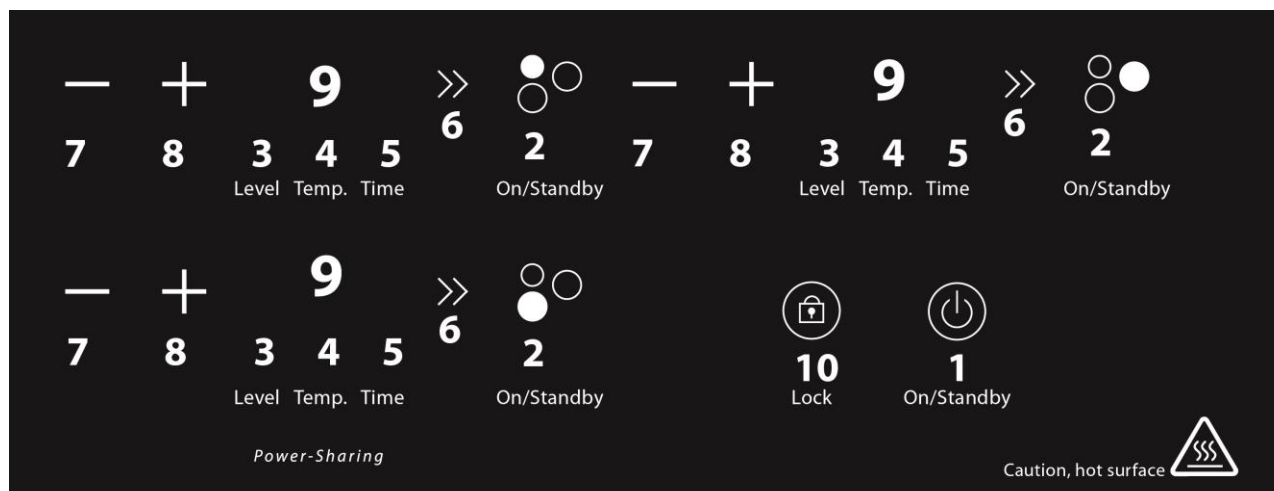 9 9
6 6
7 8 3 4 5 2 7 8 3 4 5 2
Level Temp. Time On/Standby Level Temp. Time On/Standby
9
6
7 8 3 4 5 2 10 1
Level Temp. Time On/Standby Lock On/Standby
Power-Sharing
Caution, hot surface